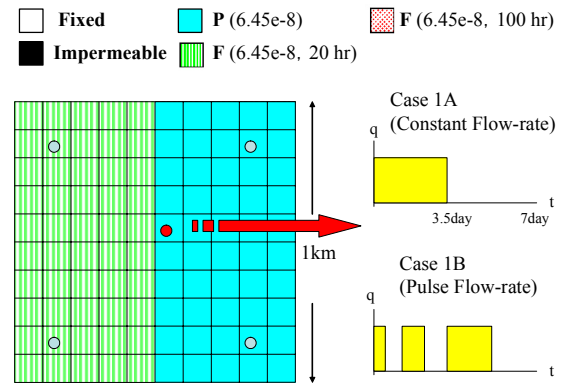 Fixed
P (6.45e-8)
F (6.45e-8, 100 hr)
Impermeable
F (6.45e-8, 20 hr)
Case 1A
(Constant Flow-rate)
q
t
3.5day
7day
1km
Case 1B
(Pulse Flow-rate)
q
t